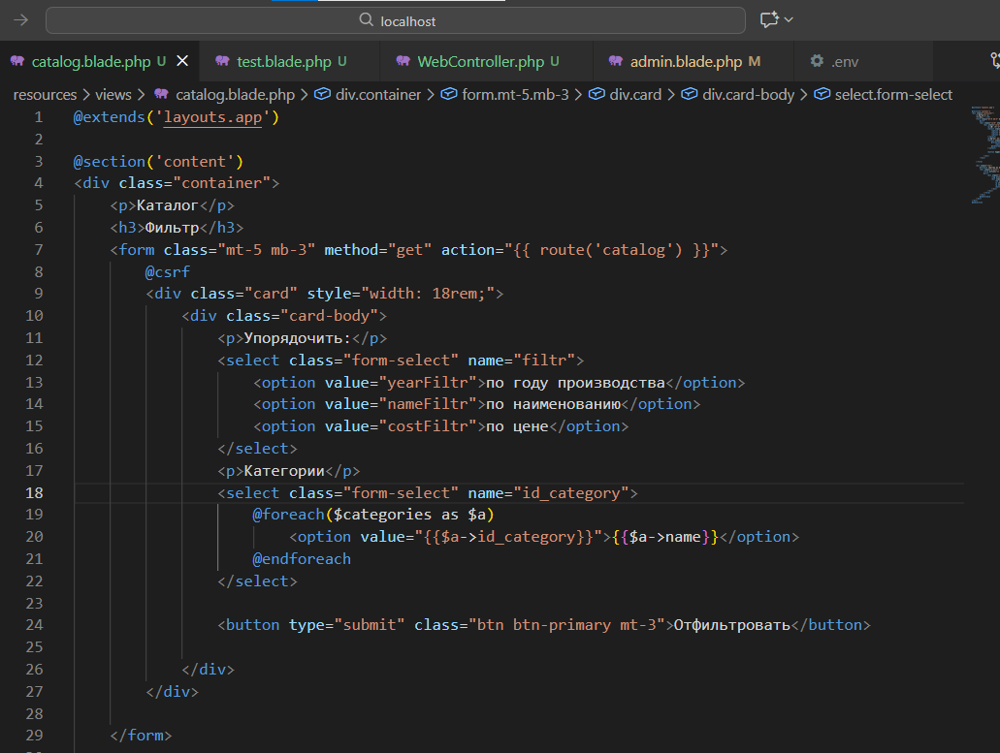 localhost
catalog.blade.php U
test.blade.php U
WebController.php U
admin.blade.php M
.env
resources > views > catalog.blade.php > div.container > form.mt-5.mb-3 > div.card > div.card-body > select.form-select
1 @extends('layouts.app')
2
3 @section('content')
4 <div class="container">
5 <p>Каталог</p>
6 <h3>Фильтр</h3>
7 <form class="mt-5 mb-3" method="get" action="{{ route('catalog') }}">
8 @csrf
9 <div class="card" style="width: 18rem;">
10 <div class="card-body">
11 <p>Упорядочить:</p>
12 <select class="form-select" name="filtr">
13 <option value="yearFiltr">по году производства</option>
14 <option value="nameFiltr">по наименованию</option>
15 <option value="costFiltr">по цене</option>
16 </select>
17 <p>Категории</p>
18 <select class="form-select" name="id_category">
19 @foreach($categories as $a)
20 <option value="{{$a->id_category}}">{{$a->name}}</option>
21 @endforeach
22 </select>
23
24 <button type="submit" class="btn btn-primary mt-3">Отфильтровать</button>
25
26 </div>
27 </div>
28
29 </form>